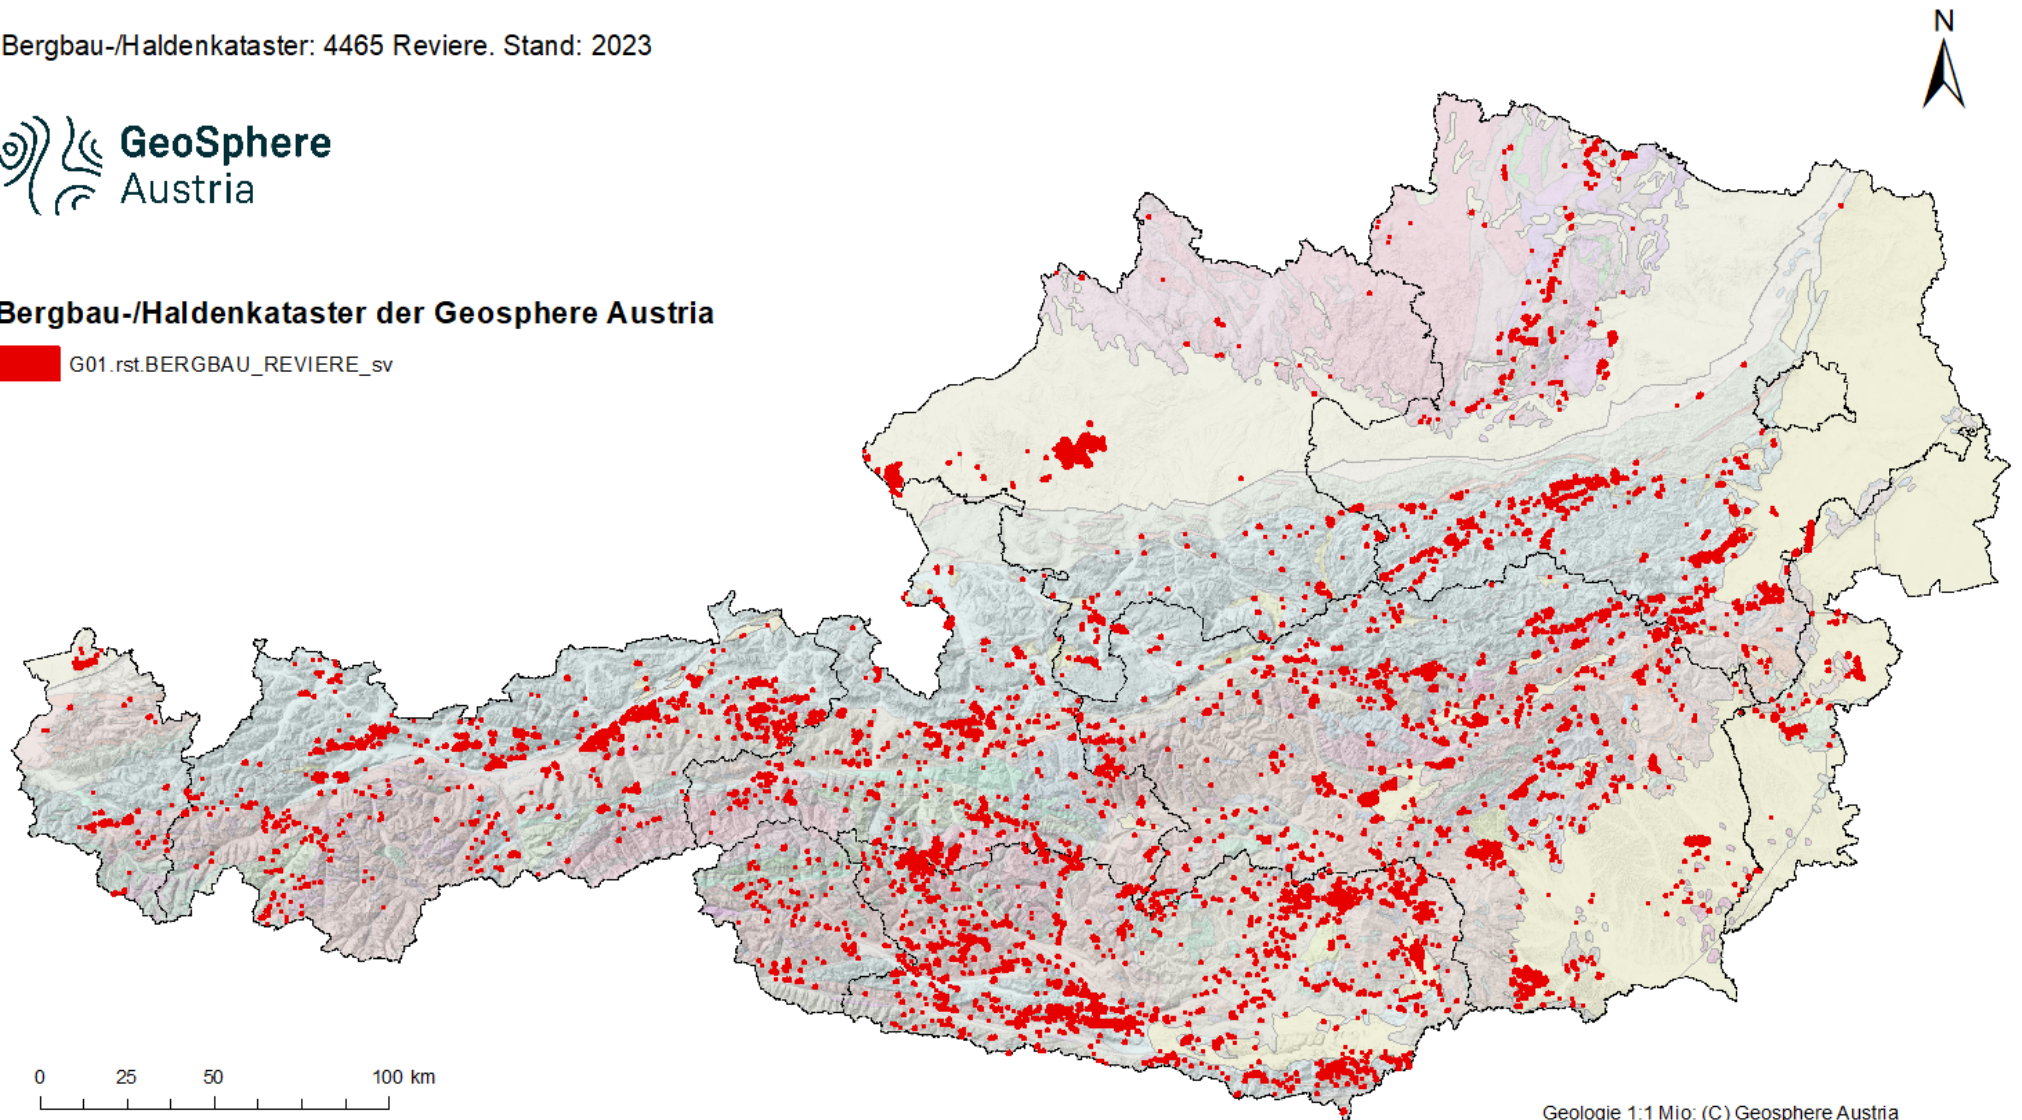 N
Bergbau-/Haldenkataster: 4465 Reviere. Stand: 2023
GeoSphere
Austria
Bergbau-/Haldenkataster der Geosphere Austria
G01.rst.BERGBAU_REVIERE_sv
0 25 50 100 km
Geologie 1:1 Mio: (C) Geosphere Austria